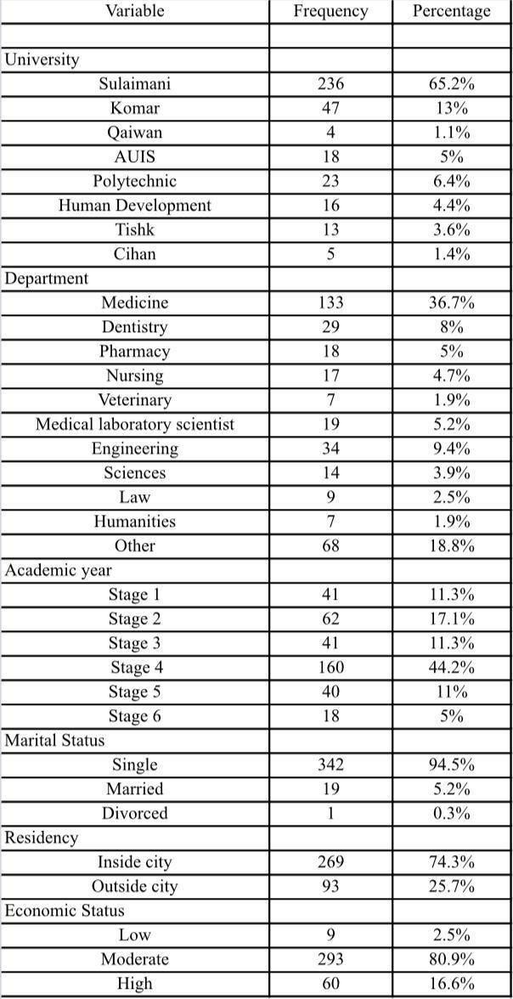 Variable Frequency Percentage
University
Sulaimani 236 65.2%
Komar 47 13%
Qaiwan 4 1.1%
AUIS 18 5%
Polytechnic 23 6.4%
Human Development 16 4.4%
Tishk 13 3.6%
Cihan 5 1.4%
Department
Medicine 133 36.7%
Dentistry 29 8%
Pharmacy 18 5%
Nursing 17 4.7%
Veterinary 7 1.9%
Medical laboratory scientist 19 5.2%
Engineering 34 9.4%
Sciences 14 3.9%
Law 9 2.5%
Humanities 7 1.9%
Other 68 18.8%
Academic year
Stage 1 41 11.3%
Stage 2 62 17.1%
Stage 3 41 11.3%
Stage 4 160 44.2%
Stage 5 40 11%
Stage 6 18 5%
Marital Status
Single 342 94.5%
Married 19 5.2%
Divorced 1 0.3%
Residency
Inside city 269 74.3%
Outside city 93 25.7%
Economic Status
Low 9 2.5%
Moderate 293 80.9%
High 60 16.6%